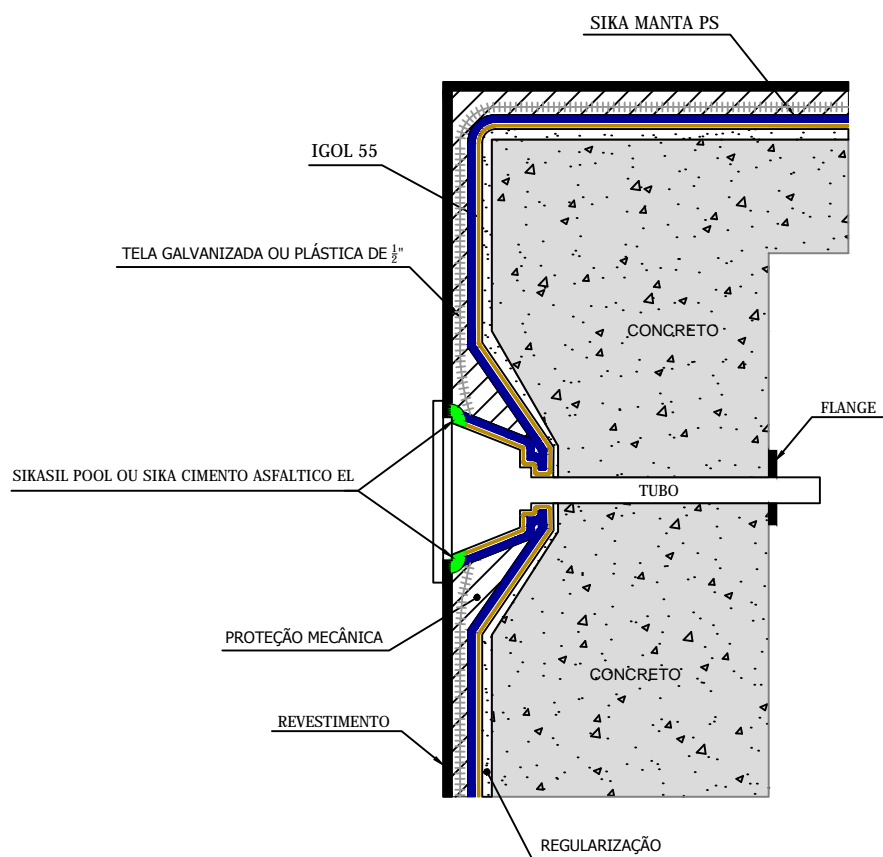 SIKA MANTA PS
IGOL 55
TELA GALVANIZADA OU PLÁSTICA DE ½"
CONCRETO
FLANGE
SIKASIL POOL OU SIKA CIMENTO ASFALTICO EL
TUBO
PROTEÇÃO MECÂNICA
CONCRETO
REVESTIMENTO
REGULARIZAÇÃO